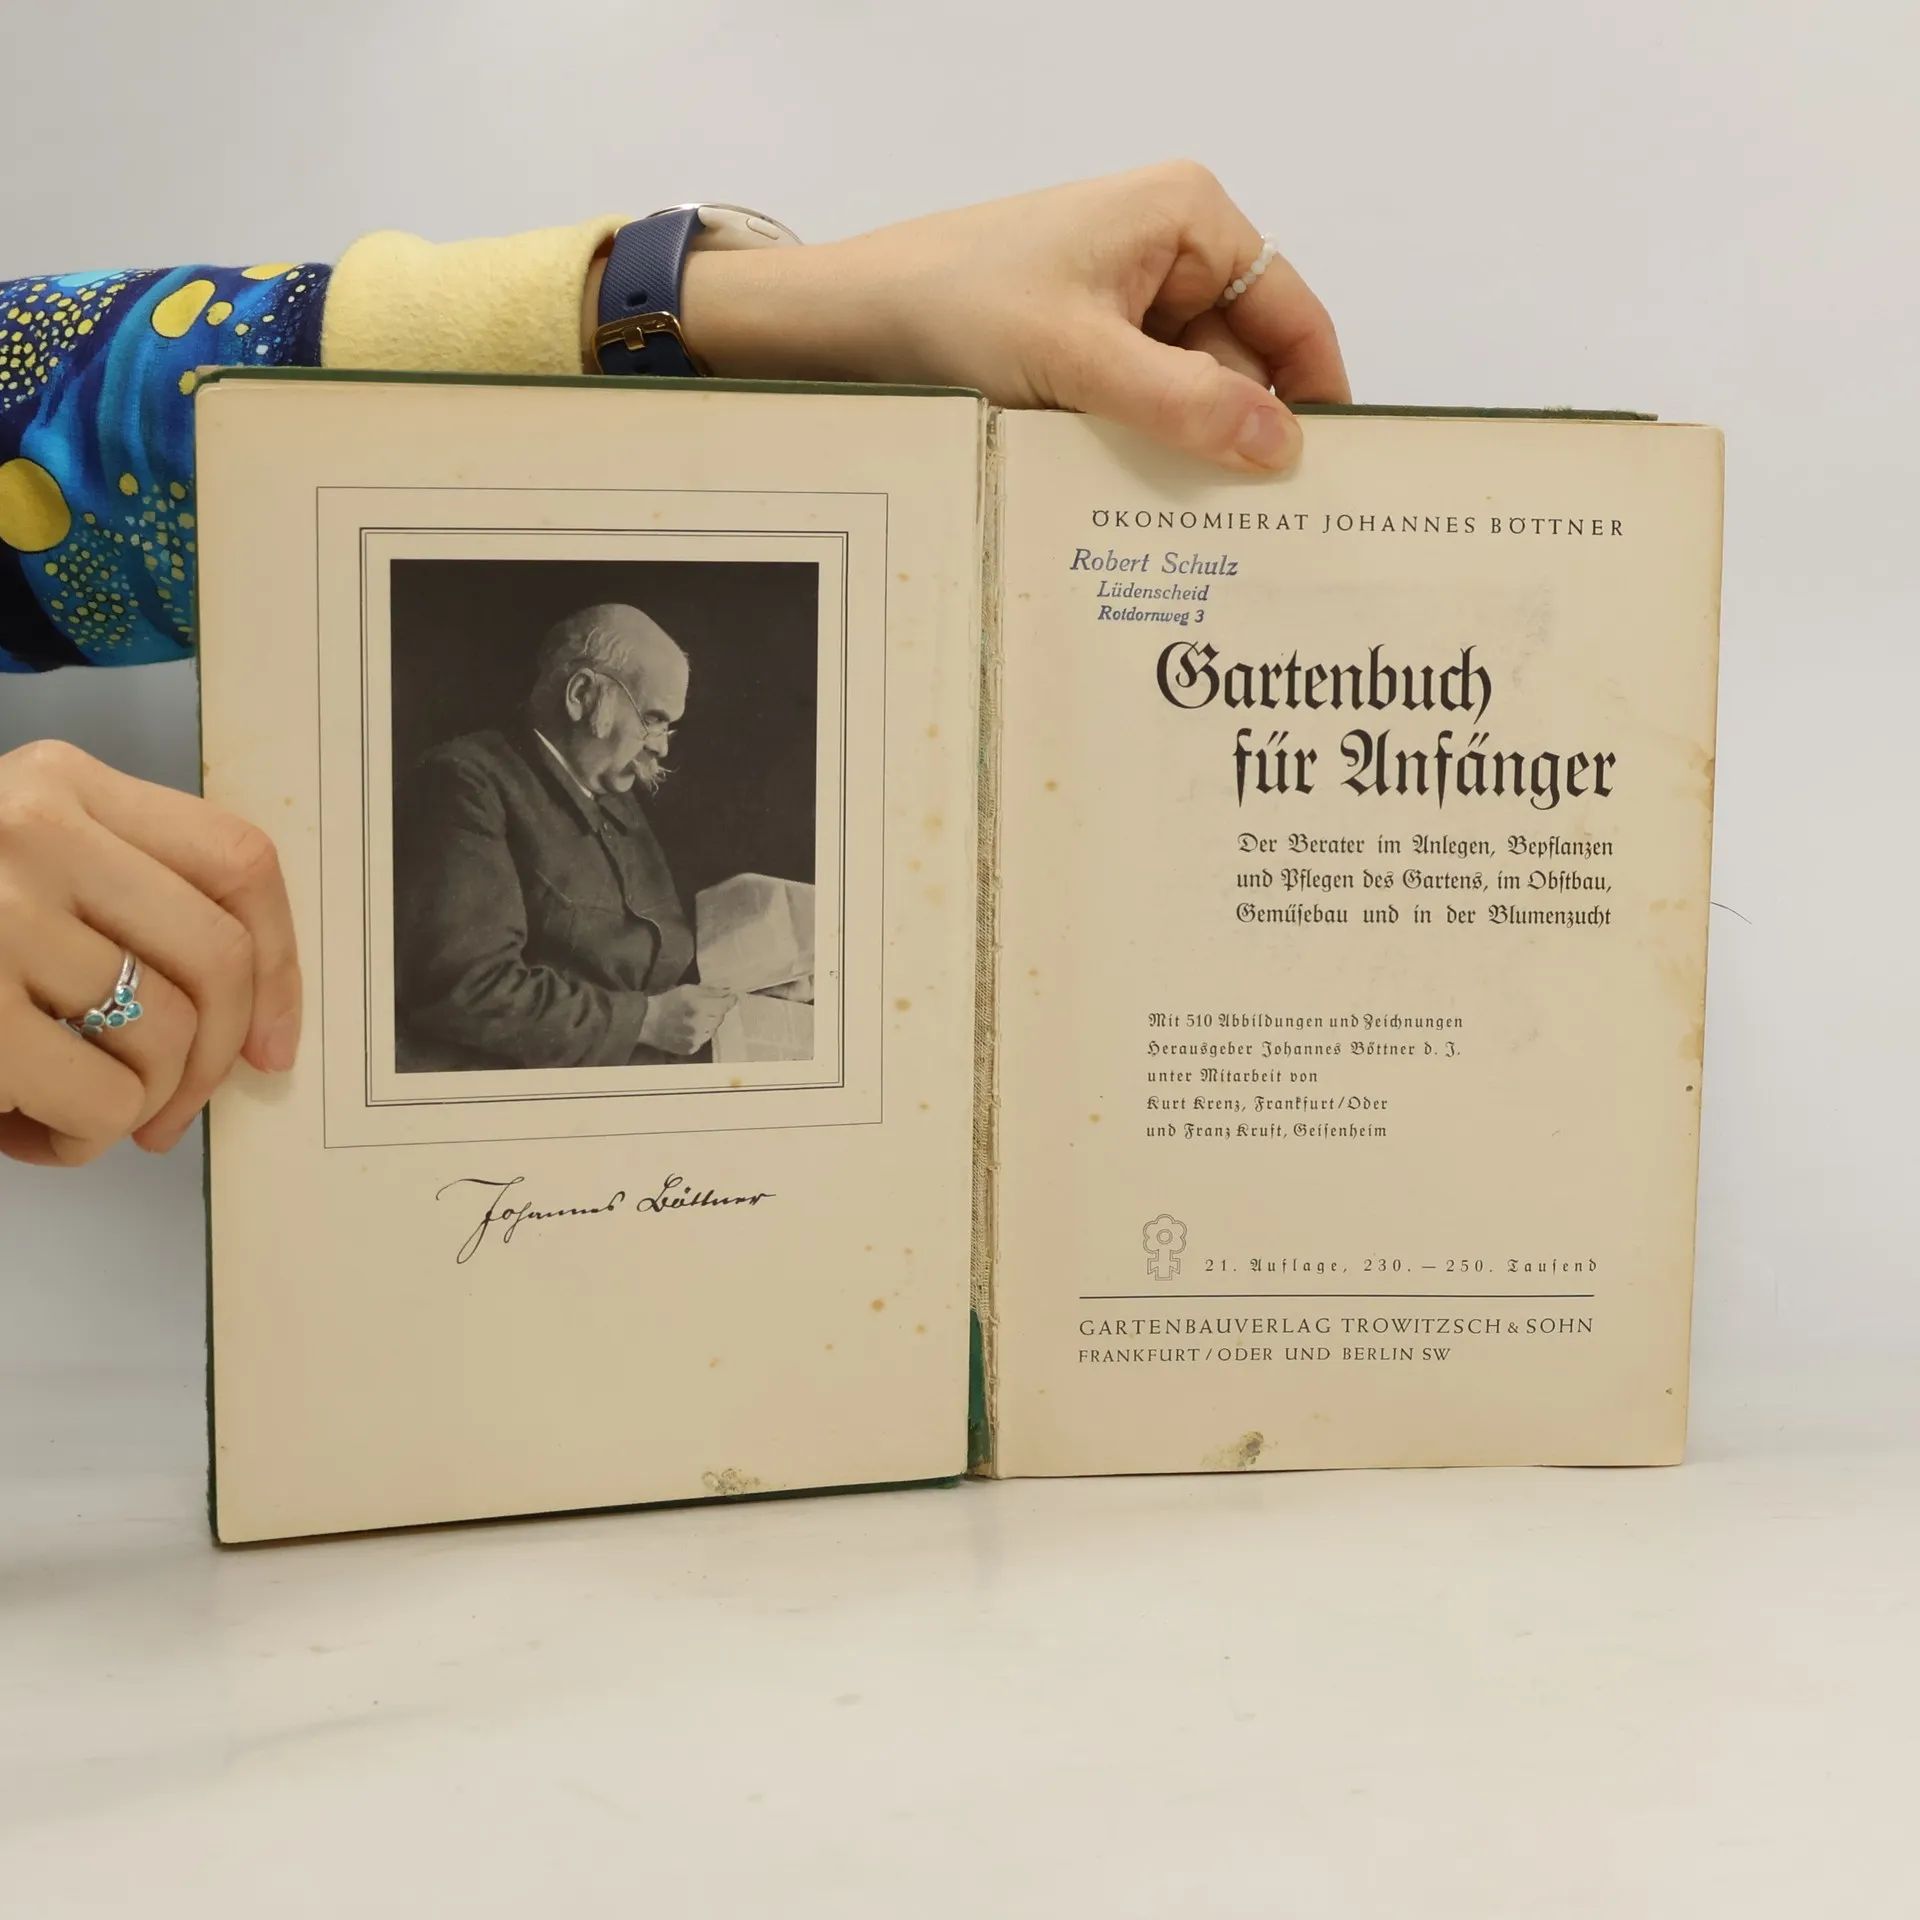 Johannes Böttner
ÖKONOMIERAT JOHANNES BÖTTNER
Robert Schulz
Lüdenscheid
Rotdornweg 3
Gartenbuch
für Anfänger
Der Berater im Anlegen, Bepflanzen
und Pflegen des Gartens, im Obſtbau,
Gemüſebau und in der Blumenzucht
Mit 510 Abbildungen und Zeichnungen
Herausgeber Johannes Böttner d. J.
unter Mitarbeit von
Kurt Krenz, Frankfurt/Oder
und Franz Kruft, Geiſenheim
21. Auflage, 230. — 250. Tauſend
GARTENBAUVERLAG TROWITZSCH & SOHN
FRANKFURT / ODER UND BERLIN SW